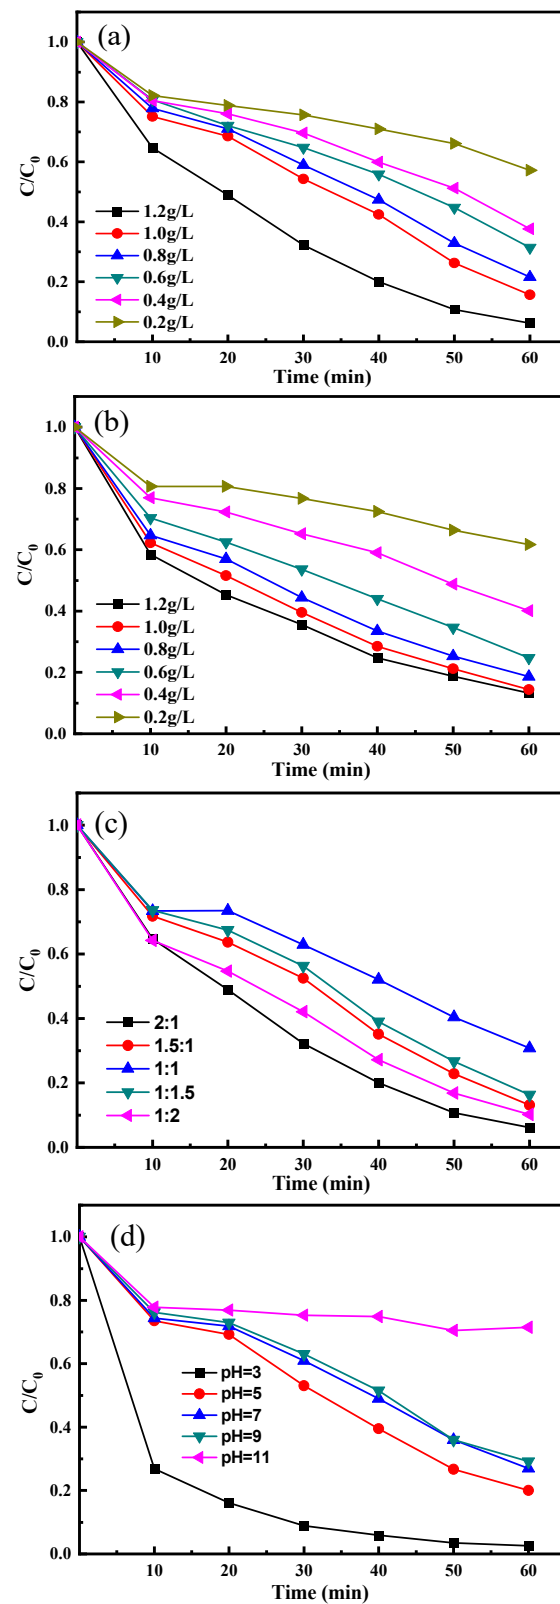 (a)
1.0
0.8
0.6
0.4
0.2
0.0
C/C₀
1.2g/L
1.0g/L
0.8g/L
0.6g/L
0.4g/L
0.2g/L
10 20 30 40 50 60
Time (min)
(b)
1.0
0.8
0.6
0.4
0.2
0.0
C/C₀
1.2g/L
1.0g/L
0.8g/L
0.6g/L
0.4g/L
0.2g/L
10 20 30 40 50 60
Time (min)
(c)
1.0
0.8
0.6
0.4
0.2
0.0
C/C₀
2:1
1.5:1
1:1
1:1.5
1:2
10 20 30 40 50 60
Time (min)
(d)
1.0
0.8
0.6
0.4
0.2
0.0
C/C₀
pH=3
pH=5
pH=7
pH=9
pH=11
10 20 30 40 50 60
Time (min)